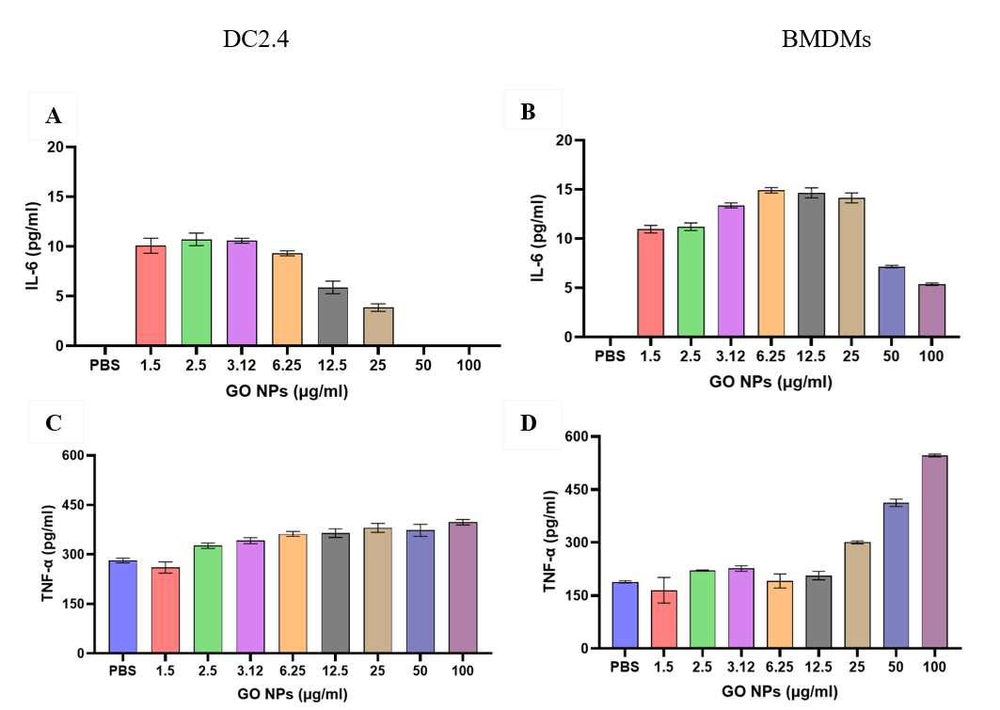 DC2.4
BMDMs
A
20
15
10
5
0
IL-6 (pg/ml)
PBS 1.5 2.5 3.12 6.25 12.5 25 50 100
GO NPs (µg/ml)
B
20
15
10
5
0
IL-6 (pg/ml)
PBS 1.5 2.5 3.12 6.25 12.5 25 50 100
GO NPs (µg/ml)
C
600
450
300
150
0
TNF-α (pg/ml)
PBS 1.5 2.5 3.12 6.25 12.5 25 50 100
GO NPs (µg/ml)
D
600
450
300
150
0
TNF-α (pg/ml)
PBS 1.5 2.5 3.12 6.25 12.5 25 50 100
GO NPs (µg/ml)